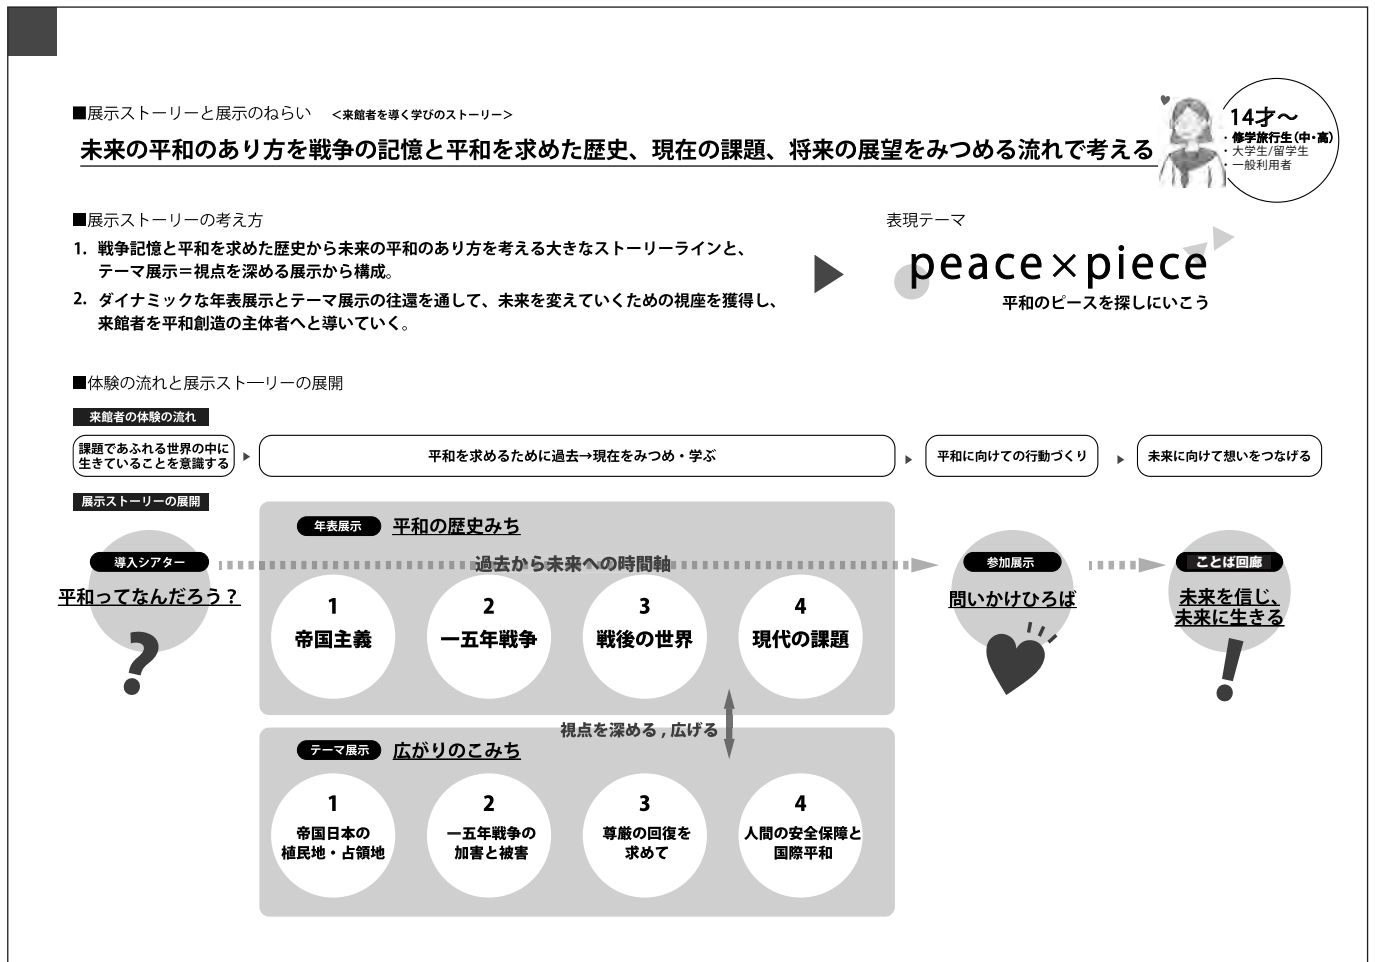 ■展示ストーリーと展示のねらい　＜来館者を導く学びのストーリー＞
未来の平和のあり方を戦争の記憶と平和を求めた歴史、現在の課題、将来の展望をみつめる流れで考える
14才〜
・修学旅行生（中・高）
・大学生/留学生
・一般利用者
■展示ストーリーの考え方
1. 戦争記憶と平和を求めた歴史から未来の平和のあり方を考える大きなストーリーラインと、
テーマ展示＝視点を深める展示から構成。
2. ダイナミックな年表展示とテーマ展示の往還を通して、未来を変えていくための視座を獲得し、
来館者を平和創造の主体者へと導いていく。
表現テーマ
peace×piece
平和のピースを探しにいこう
■体験の流れと展示ストーリーの展開
来館者の体験の流れ
課題であふれる世界の中に
生きていることを意識する
平和を求めるために過去→現在をみつめ・学ぶ
平和に向けての行動づくり
未来に向けて想いをつなげる
展示ストーリーの展開
導入シアター
平和ってなんだろう？
?
年表展示　平和の歴史みち
過去から未来への時間軸
1
帝国主義
2
一五年戦争
3
戦後の世界
4
現代の課題
視点を深める , 広げる
テーマ展示　広がりのこみち
1
帝国日本の
植民地・占領地
2
一五年戦争の
加害と被害
3
尊厳の回復を
求めて
4
人間の安全保障と
国際平和
参加展示
問いかけひろば
ことば回廊
未来を信じ、
未来に生きる
!